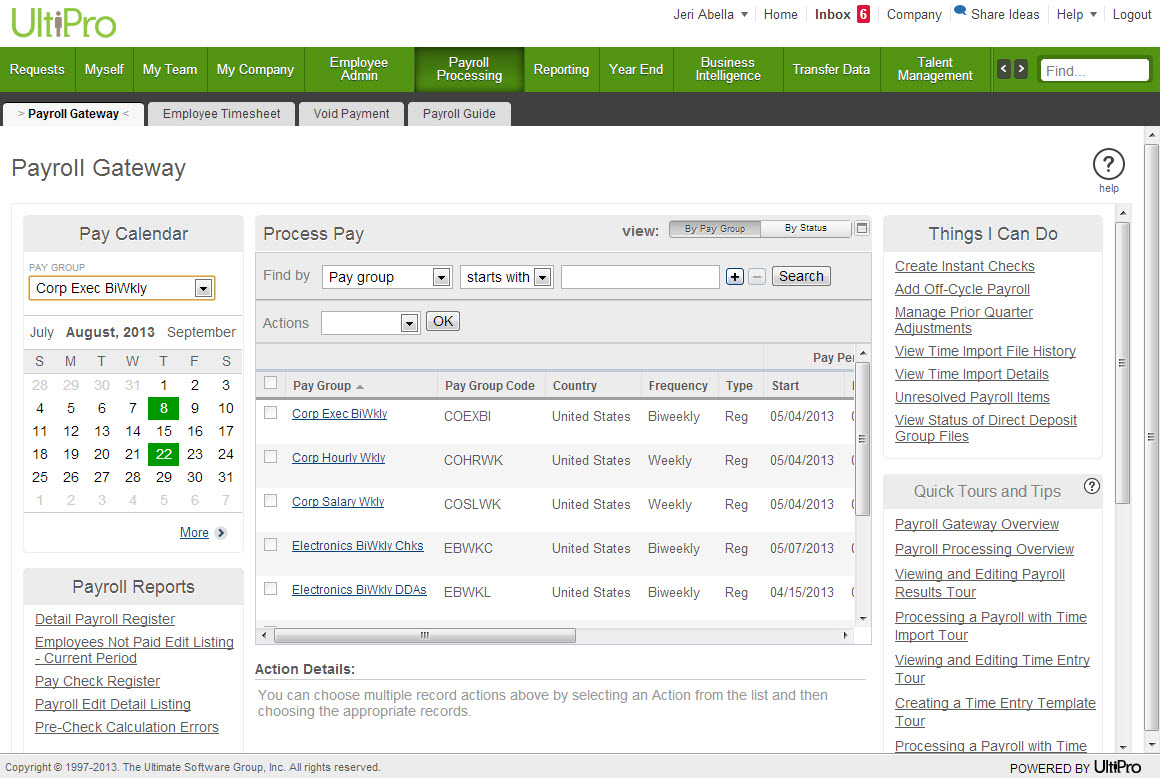 UltiPro
Jeri Abella Home Inbox 6 Company Share Ideas Help Logout
Requests Myself My Team My Company Employee Admin Payroll Processing Reporting Year End Business Intelligence Transfer Data Talent Management Find...
> Payroll Gateway < Employee Timesheet Void Payment Payroll Guide
Payroll Gateway
? help
Pay Calendar
PAY GROUP
Corp Exec BiWkly
July August, 2013 September
S M T W T F S
28 29 30 31 1 2 3
4 5 6 7 8 9 10
11 12 13 14 15 16 17
18 19 20 21 22 23 24
25 26 27 28 29 30 31
1 2 3 4 5 6 7
More
Payroll Reports
Detail Payroll Register
Employees Not Paid Edit Listing
- Current Period
Pay Check Register
Payroll Edit Detail Listing
Pre-Check Calculation Errors
Process Pay view: By Pay Group By Status
Find by Pay group starts with + − Search
Actions OK
Pay Per
Pay Group Pay Group Code Country Frequency Type Start
Corp Exec BiWkly COEXBI United States Biweekly Reg 05/04/2013
Corp Hourly Wkly COHRWK United States Weekly Reg 05/04/2013
Corp Salary Wkly COSLWK United States Weekly Reg 05/04/2013
Electronics BiWkly Chks EBWKC United States Biweekly Reg 05/07/2013
Electronics BiWkly DDAs EBWKL United States Biweekly Reg 04/15/2013
Action Details:
You can choose multiple record actions above by selecting an Action from the list and then
choosing the appropriate records.
Things I Can Do
Create Instant Checks
Add Off-Cycle Payroll
Manage Prior Quarter
Adjustments
View Time Import File History
View Time Import Details
Unresolved Payroll Items
View Status of Direct Deposit
Group Files
Quick Tours and Tips ?
Payroll Gateway Overview
Payroll Processing Overview
Viewing and Editing Payroll
Results Tour
Processing a Payroll with Time
Import Tour
Viewing and Editing Time Entry
Tour
Creating a Time Entry Template
Tour
Processing a Payroll with Time
Copyright © 1997-2013. The Ultimate Software Group, Inc. All rights reserved.
POWERED BY UltiPro